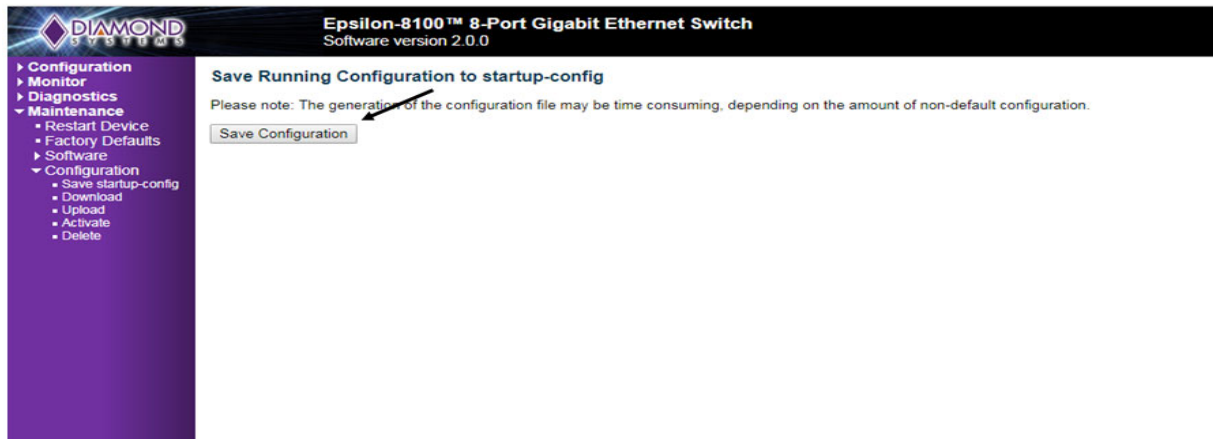 DIAMOND
SYSTEMS
Epsilon-8100™ 8-Port Gigabit Ethernet Switch
Software version 2.0.0
Configuration
Monitor
Diagnostics
Maintenance
Restart Device
Factory Defaults
Software
Configuration
Save startup-config
Download
Upload
Activate
Delete
Save Running Configuration to startup-config
Please note: The generation of the configuration file may be time consuming, depending on the amount of non-default configuration.
Save Configuration